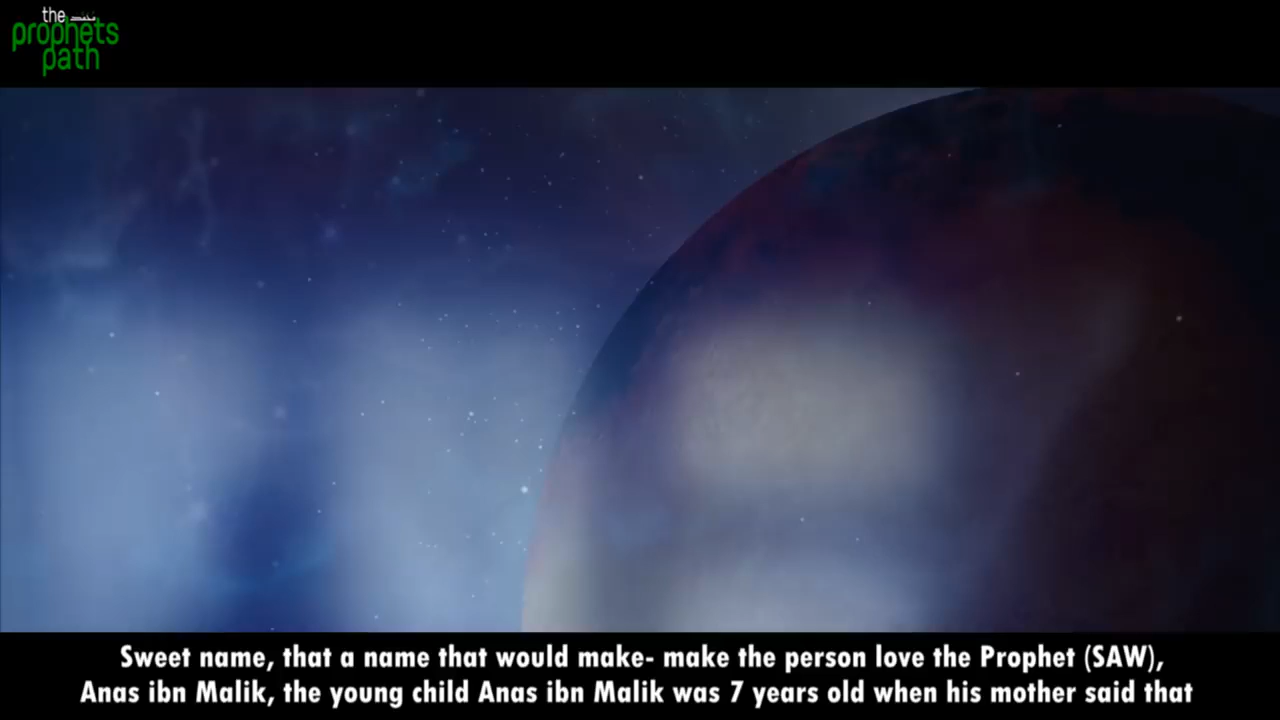 the
prophets
path
Sweet name, that a name that would make- make the person love the Prophet (SAW),
Anas ibn Malik, the young child Anas ibn Malik was 7 years old when his mother said that